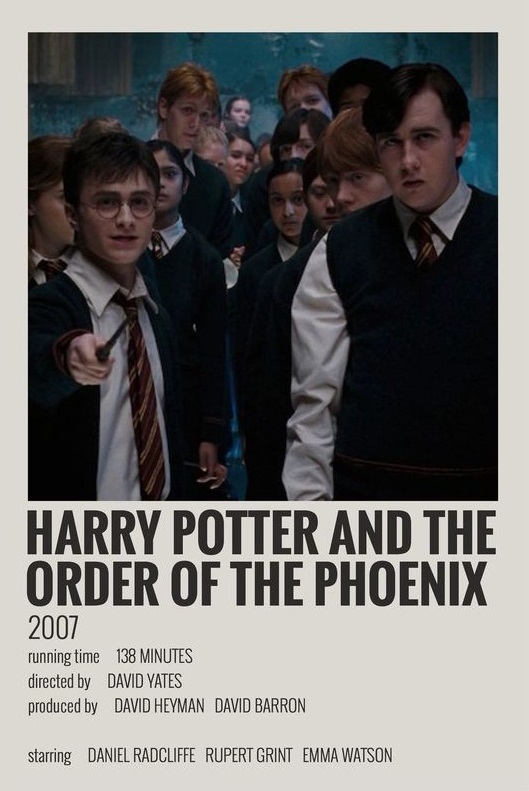 HARRY POTTER AND THE
ORDER OF THE PHOENIX
2007
running time 138 MINUTES
directed by DAVID YATES
produced by DAVID HEYMAN DAVID BARRON
starring DANIEL RADCLIFFE RUPERT GRINT EMMA WATSON